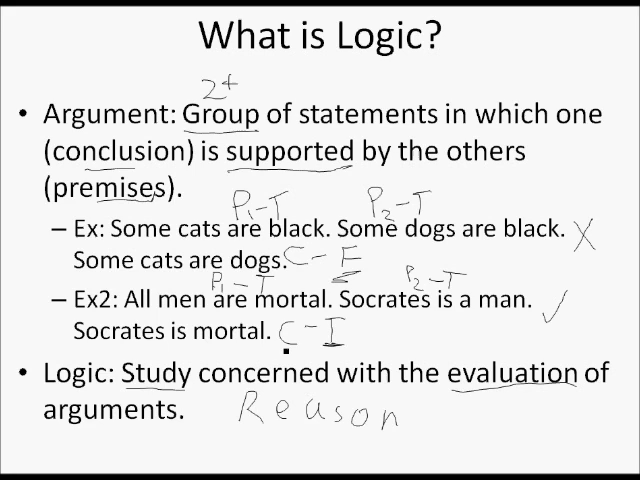 What is Logic?
2+
• Argument: Group of statements in which one
(conclusion) is supported by the others
(premises).
P1-T P2-T
– Ex: Some cats are black. Some dogs are black. X
Some cats are dogs. C - F
P1-T P2-T
– Ex2: All men are mortal. Socrates is a man. ✓
Socrates is mortal. C - I
• Logic: Study concerned with the evaluation of
arguments. Reason